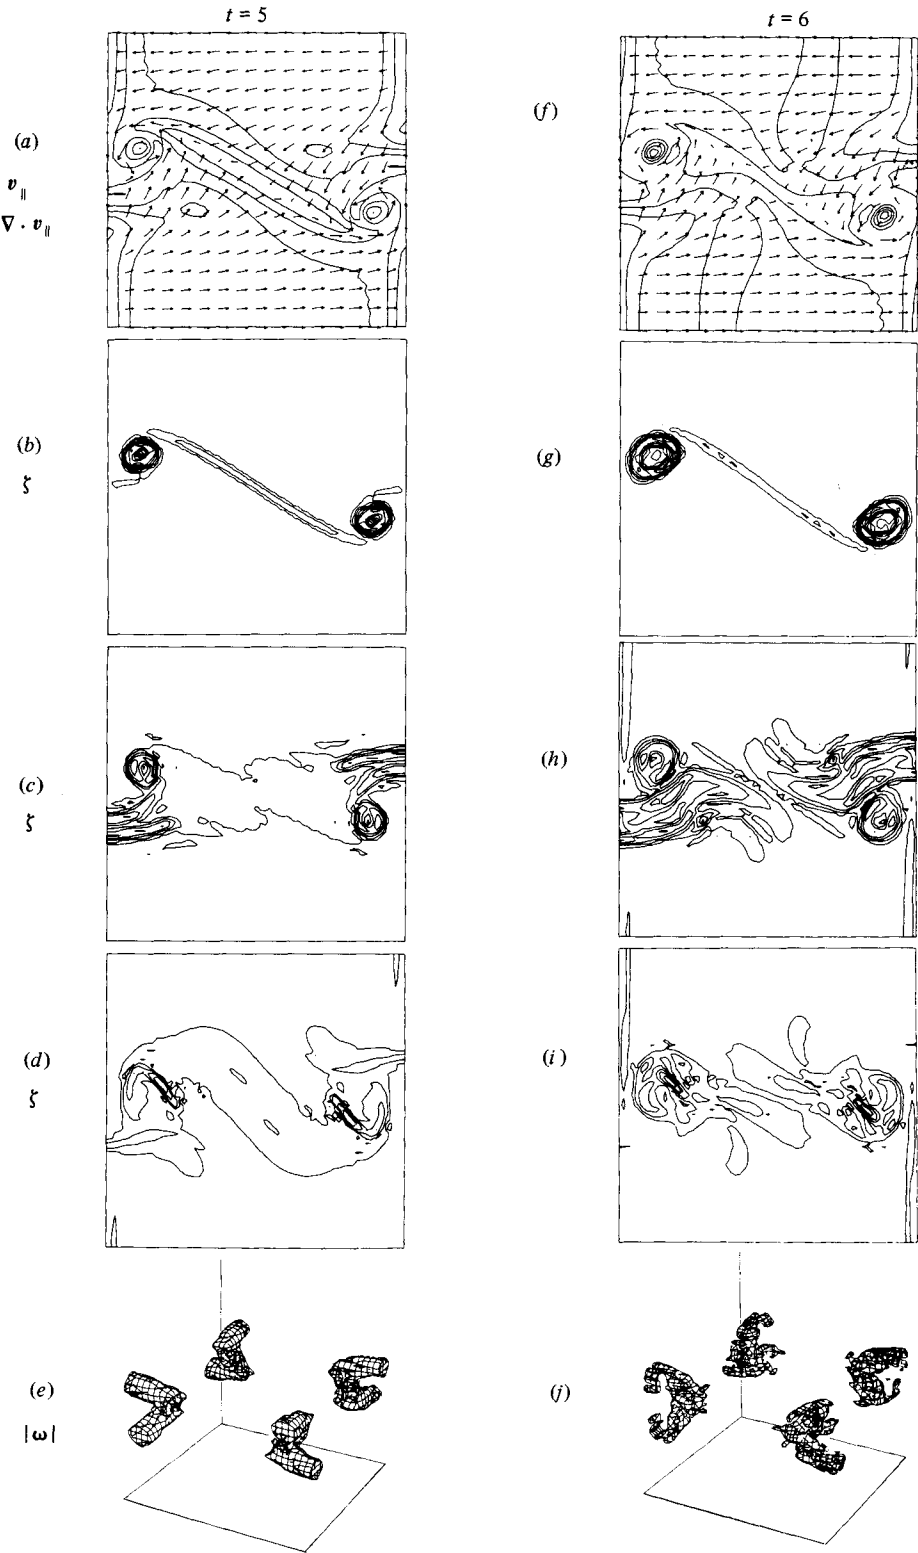 t = 5
t = 6
(a)
v∥
∇ · v∥
(f)
(b)
ζ
(g)
(c)
ζ
(h)
(d)
ζ
(i)
(e)
|ω|
(j)